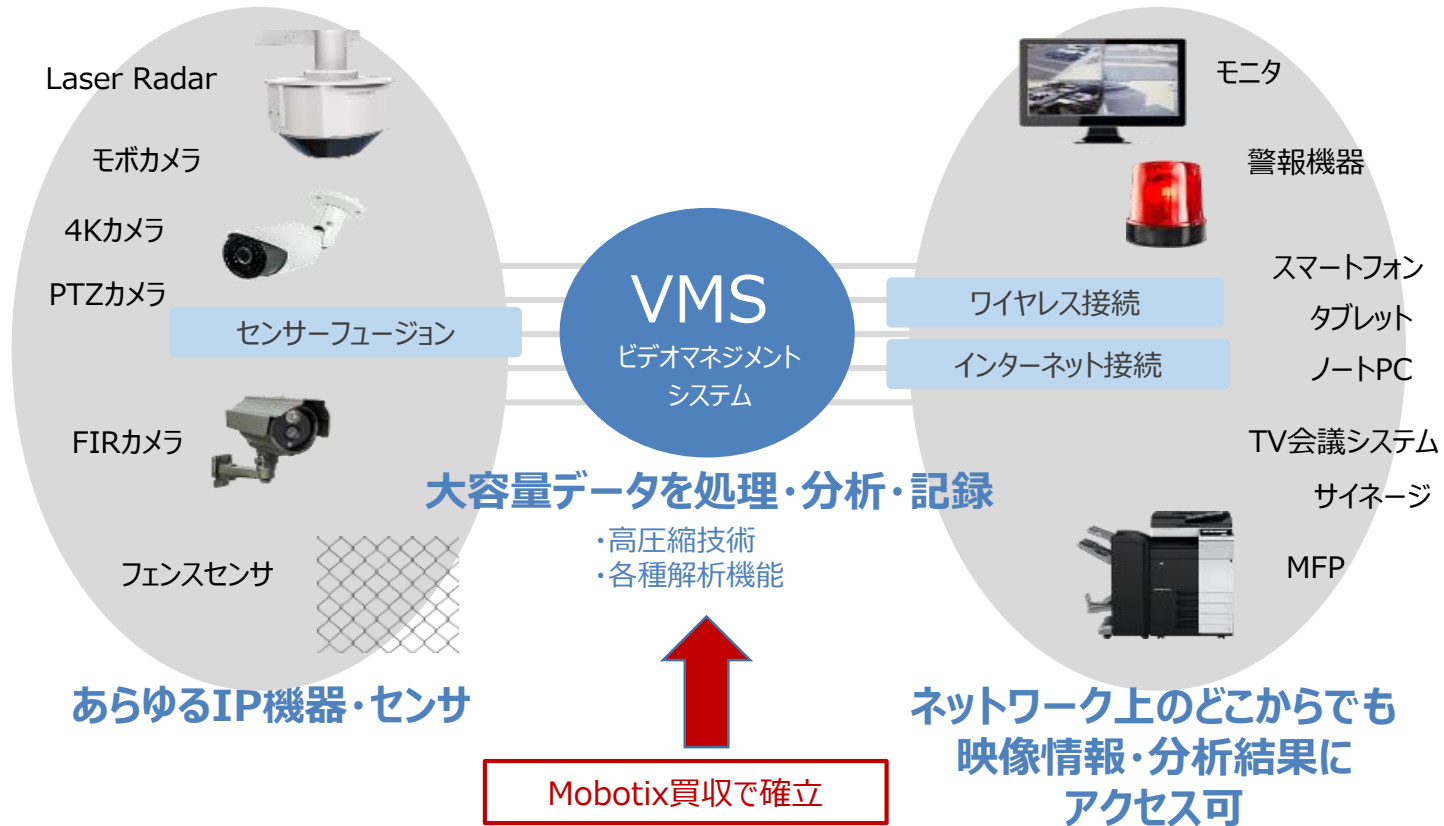 Laser Radar
モボカメラ
4Kカメラ
PTZカメラ
センサーフュージョン
FIRカメラ
フェンスセンサ
あらゆるIP機器・センサ
VMS
ビデオマネジメント
システム
大容量データを処理・分析・記録
・高圧縮技術
・各種解析機能
Mobotix買収で確立
モニタ
警報機器
スマートフォン
ワイヤレス接続
タブレット
インターネット接続
ノートPC
TV会議システム
サイネージ
MFP
ネットワーク上のどこからでも
映像情報・分析結果に
アクセス可